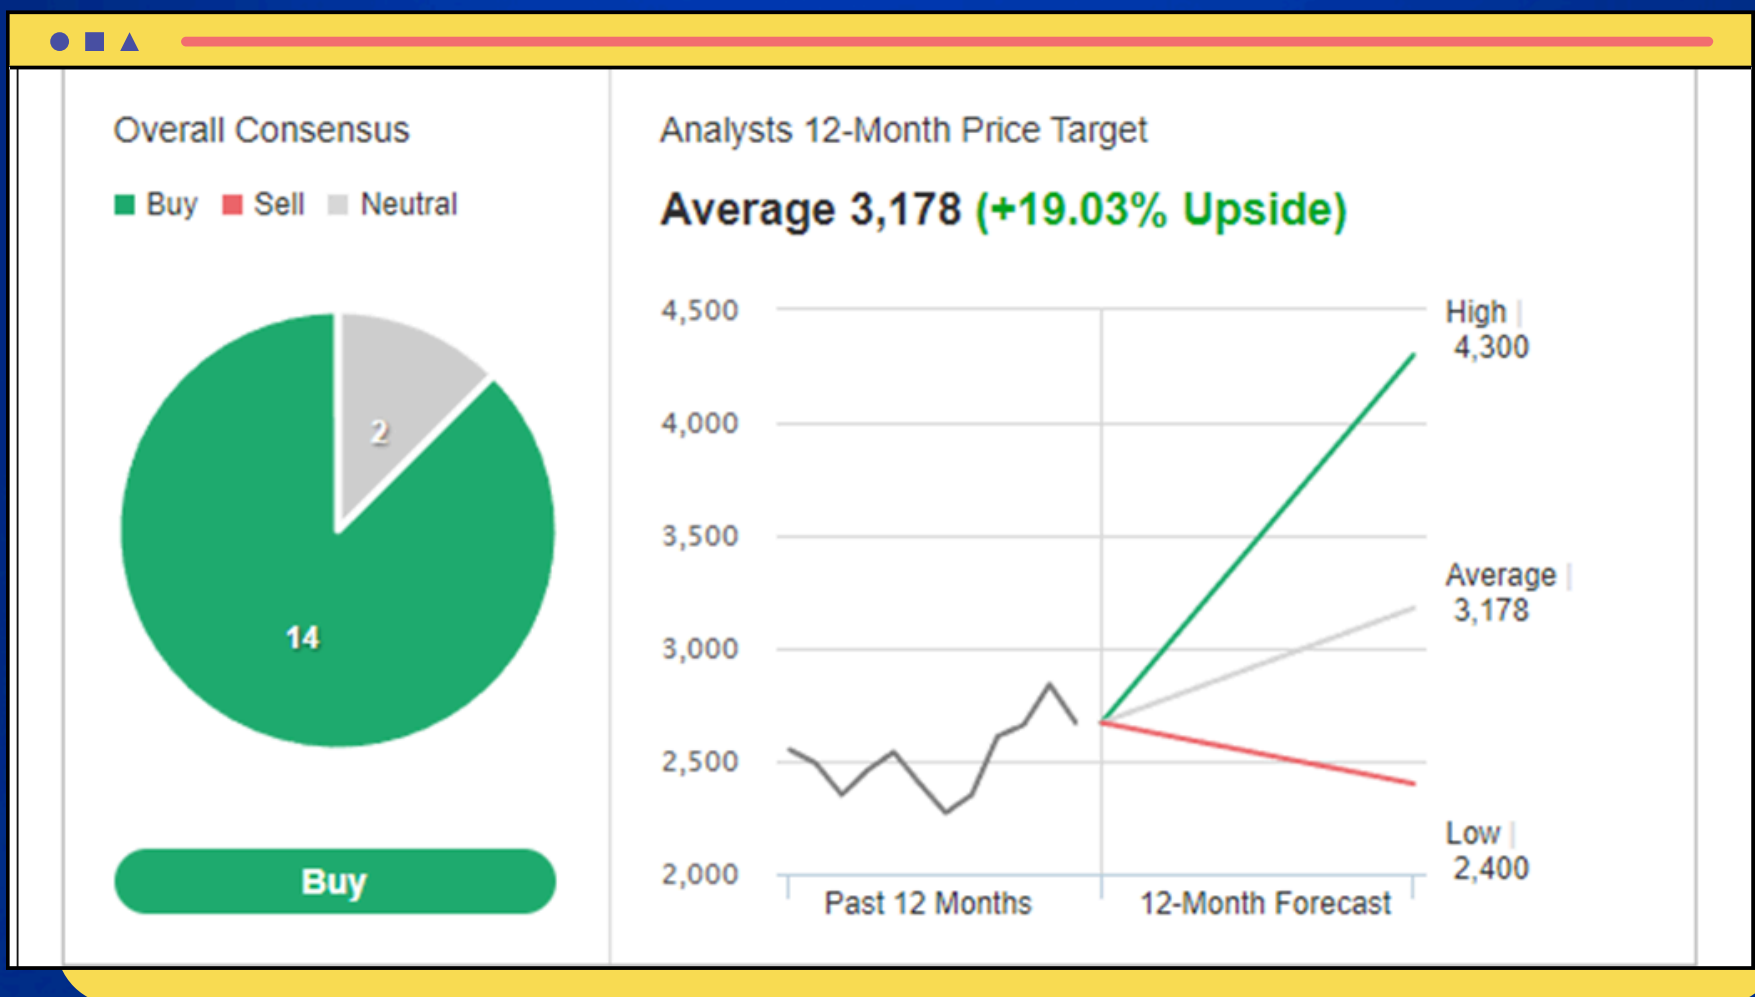 Overall Consensus
Buy Sell Neutral
2
14
Buy
Analysts 12-Month Price Target
Average 3,178 (+19.03% Upside)
4,500
4,000
3,500
3,000
2,500
2,000
High |
4,300
Average |
3,178
Low |
2,400
Past 12 Months
12-Month Forecast